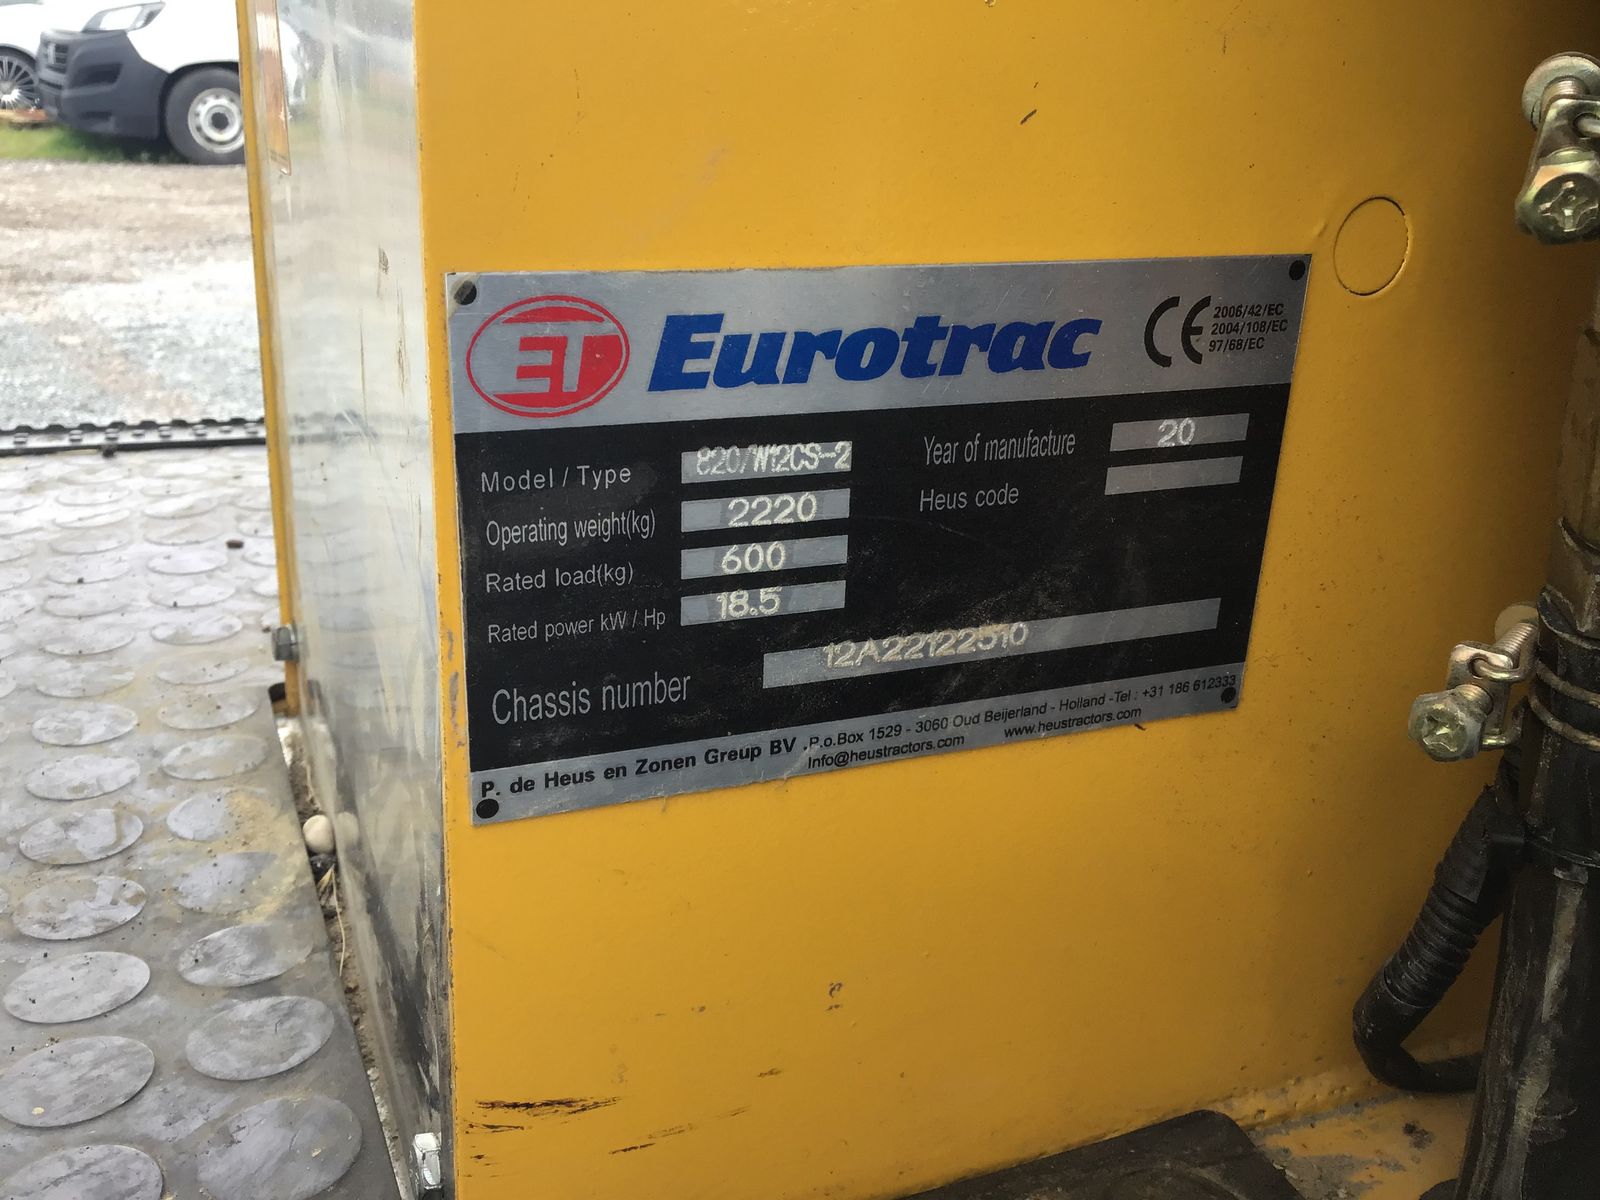 ET Eurotrac CE
2006/42/EC
2004/108/EC
97/68/EC
Model / Type 820/W12CS-2
Operating weight(kg) 2220
Rated load(kg) 600
Rated power kW / Hp 18.5
Year of manufacture 20
Heus code
Chassis number 12A22122510
P. de Heus en Zonen Greup BV .P.o.Box 1529 - 3060 Oud Beijerland - Holland -Tel : +31 186 612333
Info@heustractors.com www.heustractors.com